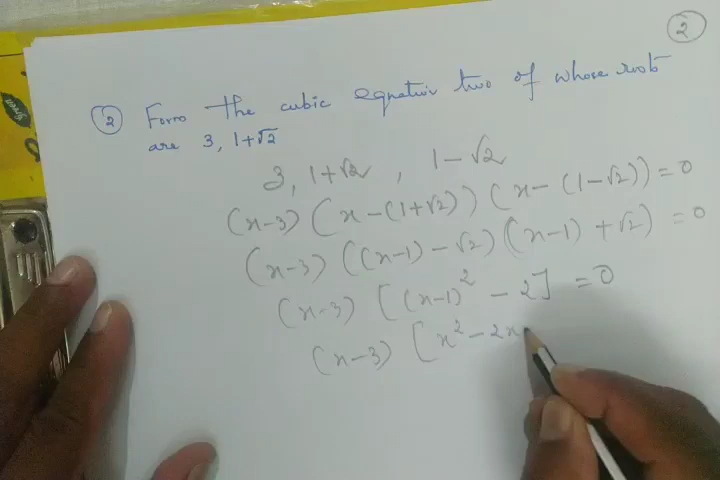 2
2 Form the cubic equation two of whose roots
are 3, 1+√2
3, 1+√2, 1-√2
(x-3) (x-(1+√2)) (x-(1-√2)) = 0
(x-3) ((x-1)-√2) (x-1)+√2) = 0
(x-3) [(x-1)² - 2] = 0
(x-3) [x² - 2x